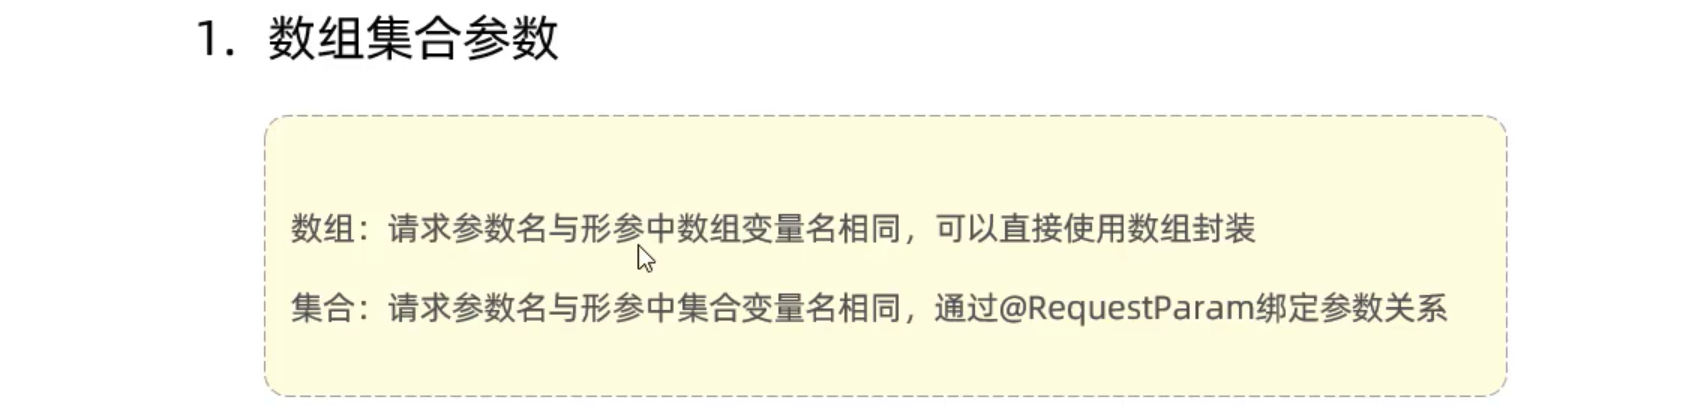 1. 数组集合参数
数组：请求参数名与形参中数组变量名相同，可以直接使用数组封装
集合：请求参数名与形参中集合变量名相同，通过@RequestParam绑定参数关系